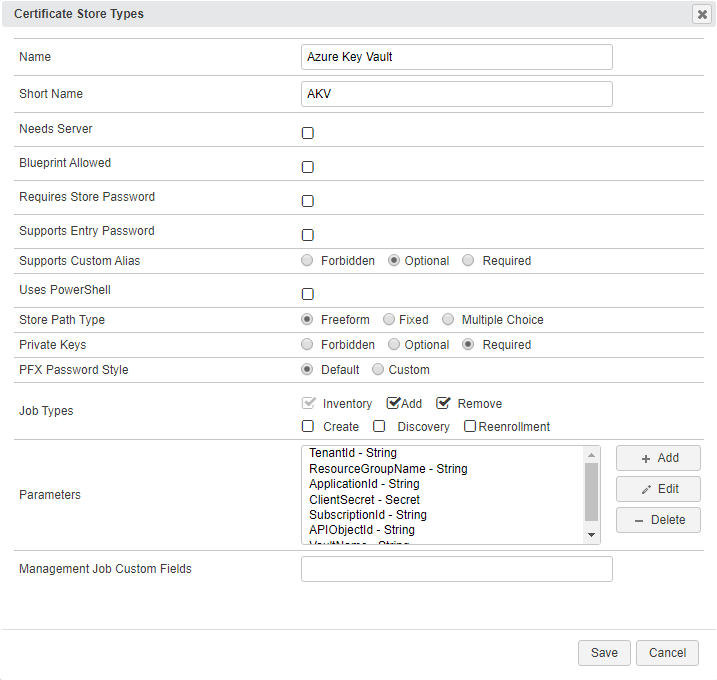 Certificate Store Types
Name Azure Key Vault
Short Name AKV
Needs Server
Blueprint Allowed
Requires Store Password
Supports Entry Password
Supports Custom Alias Forbidden Optional Required
Uses PowerShell
Store Path Type Freeform Fixed Multiple Choice
Private Keys Forbidden Optional Required
PFX Password Style Default Custom
Job Types Inventory Add Remove
Create Discovery Reenrollment
Parameters
TenantId - String
ResourceGroupName - String
ApplicationId - String
ClientSecret - Secret
SubscriptionId - String
APIObjectId - String
VaultName - String
+ Add
Edit
− Delete
Management Job Custom Fields
Save Cancel